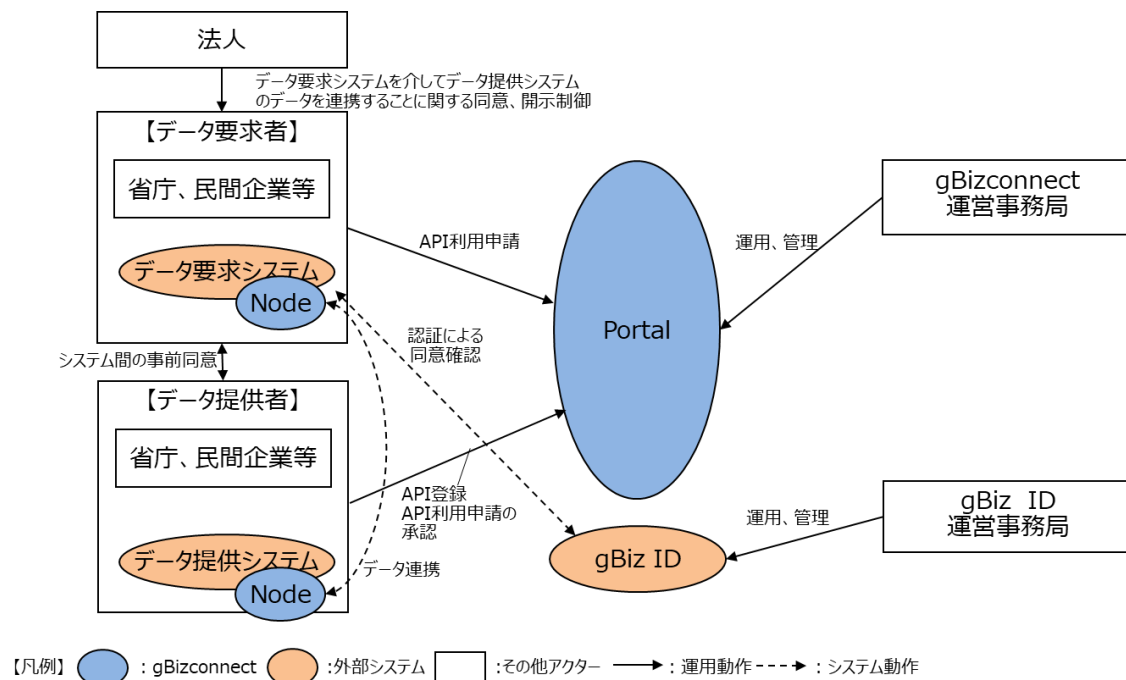 法人
データ要求システムを介してデータ提供システム
のデータを連携することに関する同意、開示制御
【データ要求者】
省庁、民間企業等
データ要求システム
Node
API利用申請
Portal
運用、管理
gBizconnect
運営事務局
認証による
同意確認
システム間の事前同意
【データ提供者】
省庁、民間企業等
データ提供システム
Node
API登録
API利用申請の
承認
データ連携
gBiz ID
運用、管理
gBiz ID
運営事務局
【凡例】 : gBizconnect :外部システム :その他アクター : 運用動作 : システム動作